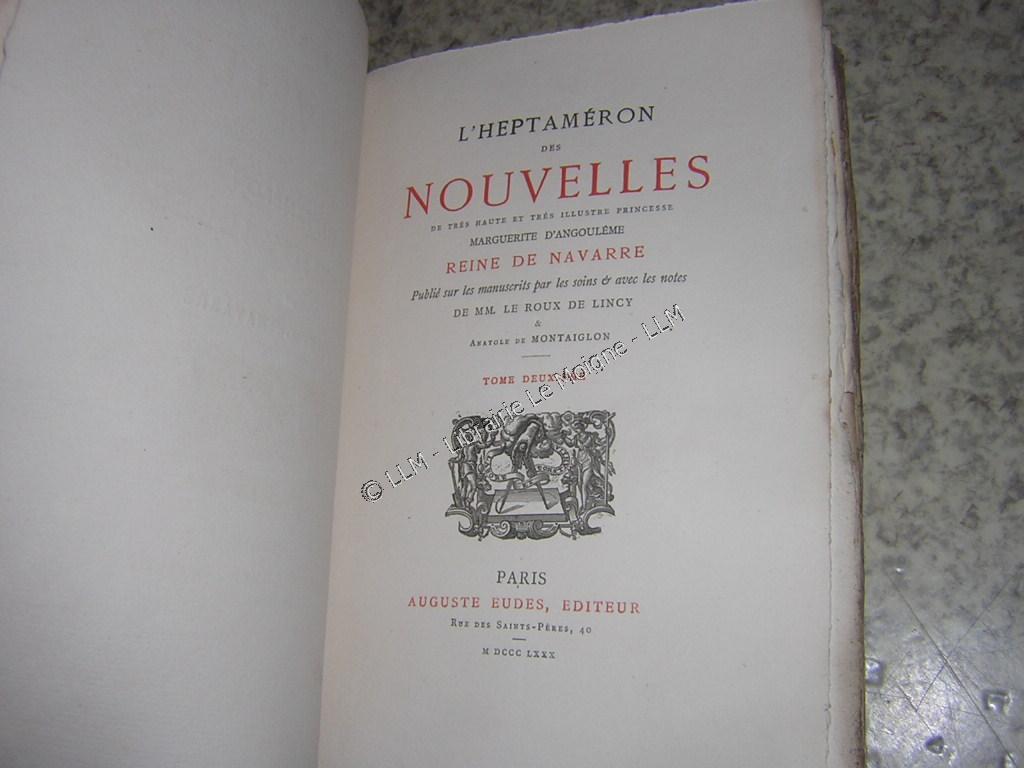 L'HEPTAMÉRON
DES
NOUVELLES
DE TRÉS HAUTE ET TRÉS ILLUSTRE PRINCESSE
MARGUERITE D'ANGOULÊME
REINE DE NAVARRE
Publié sur les manuscrits par les soins & avec les notes
DE MM. LE ROUX DE LINCY
&
ANATOLE DE MONTAIGLON
TOME
PARIS
AUGUSTE EUDES, EDITEUR
RUE DES SAINTS-PÈRES, 40
M DCCC LXXX
© LLM - Librairie Le Moigne - LLM